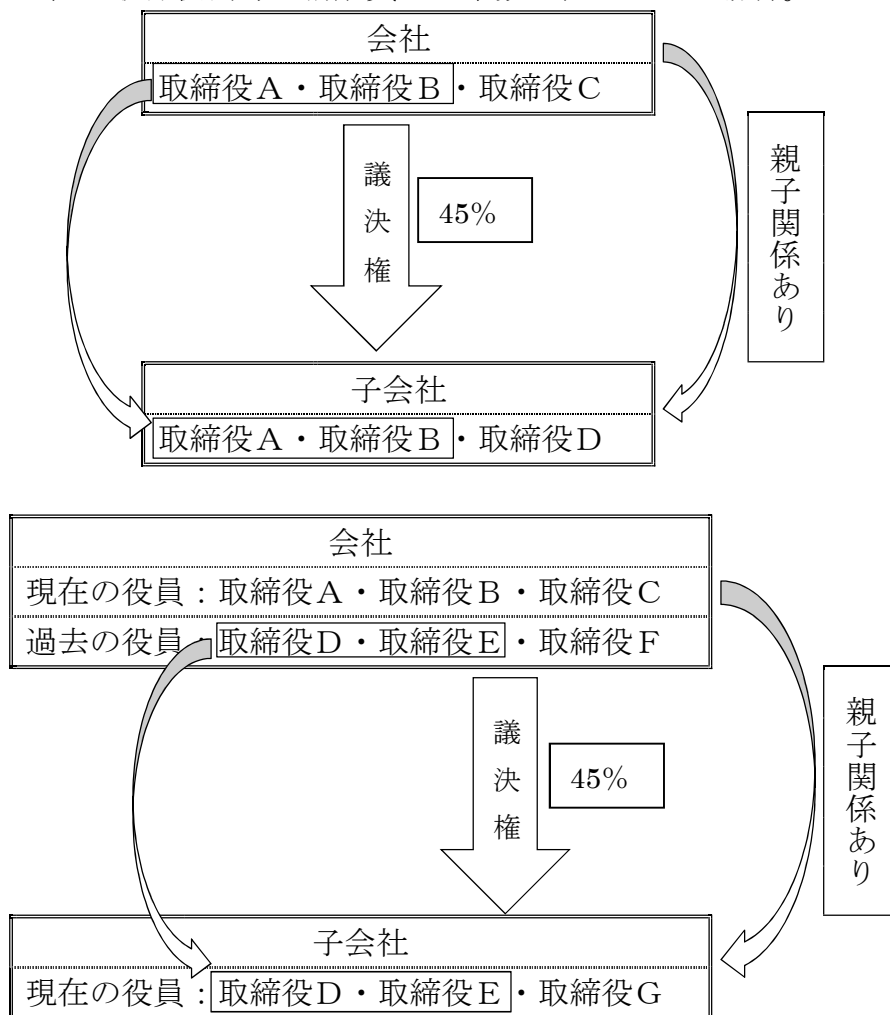 会社
取締役A・取締役B・取締役C
議決権
45%
親子関係あり
子会社
取締役A・取締役B・取締役D
会社
現在の役員：取締役A・取締役B・取締役C
過去の役員：取締役D・取締役E・取締役F
議決権
45%
親子関係あり
子会社
現在の役員：取締役D・取締役E・取締役G